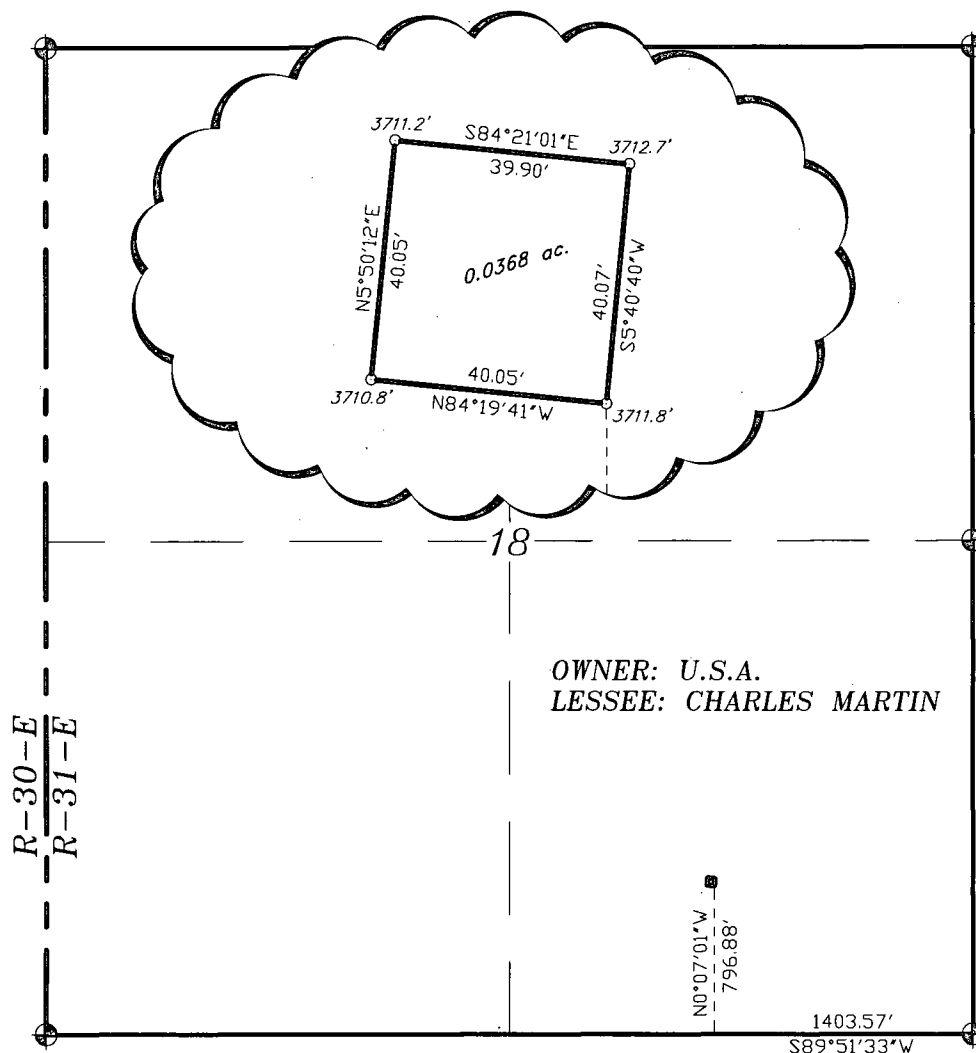 3711.2'
S84°21'01"E
3712.7'
39.90'
N5°50'12"E
40.05'
0.0368 ac.
40.07'
S5°40'40"W
40.05'
3710.8'
N84°19'41"W
3711.8'
18
OWNER: U.S.A.
LESSEE: CHARLES MARTIN
R-30-E
R-31-E
N0°07'01"W
796.88'
1403.57'
S89°51'33"W